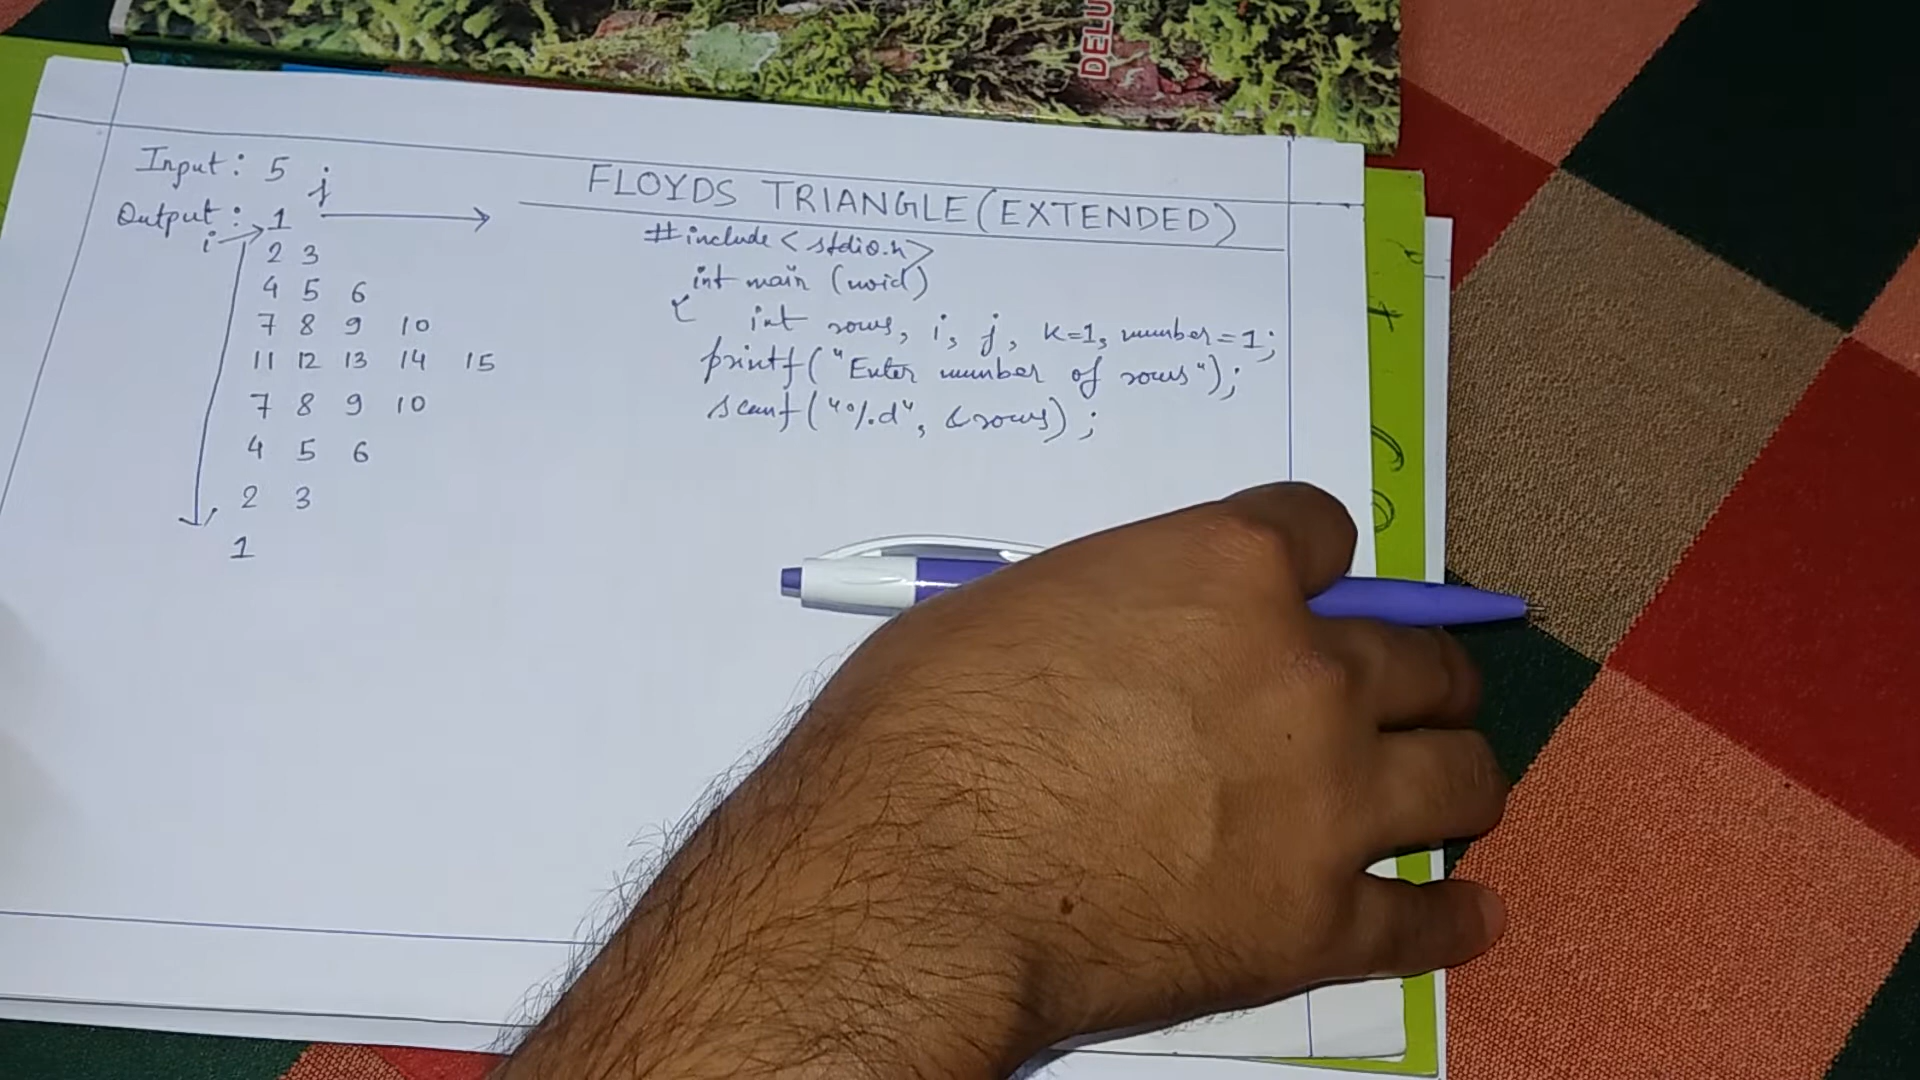 DELU
Input: 5
j
Output: 1
i
2 3
4 5 6
7 8 9 10
11 12 13 14 15
7 8 9 10
4 5 6
2 3
1
FLOYDS TRIANGLE (EXTENDED)
#include <stdio.h>
int main (void)
{ int rows, i, j, k=1, number=1;
printf("Enter number of rows");
scanf("%d", &rows);